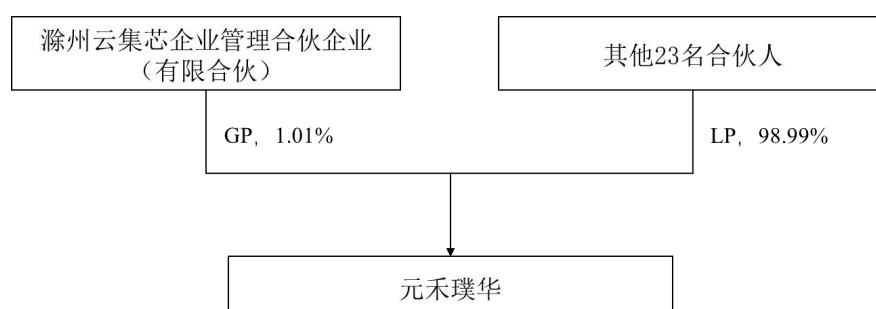 滁州云集芯企业管理合伙企业
（有限合伙）
其他23名合伙人
GP，1.01%
LP，98.99%
元禾璞华